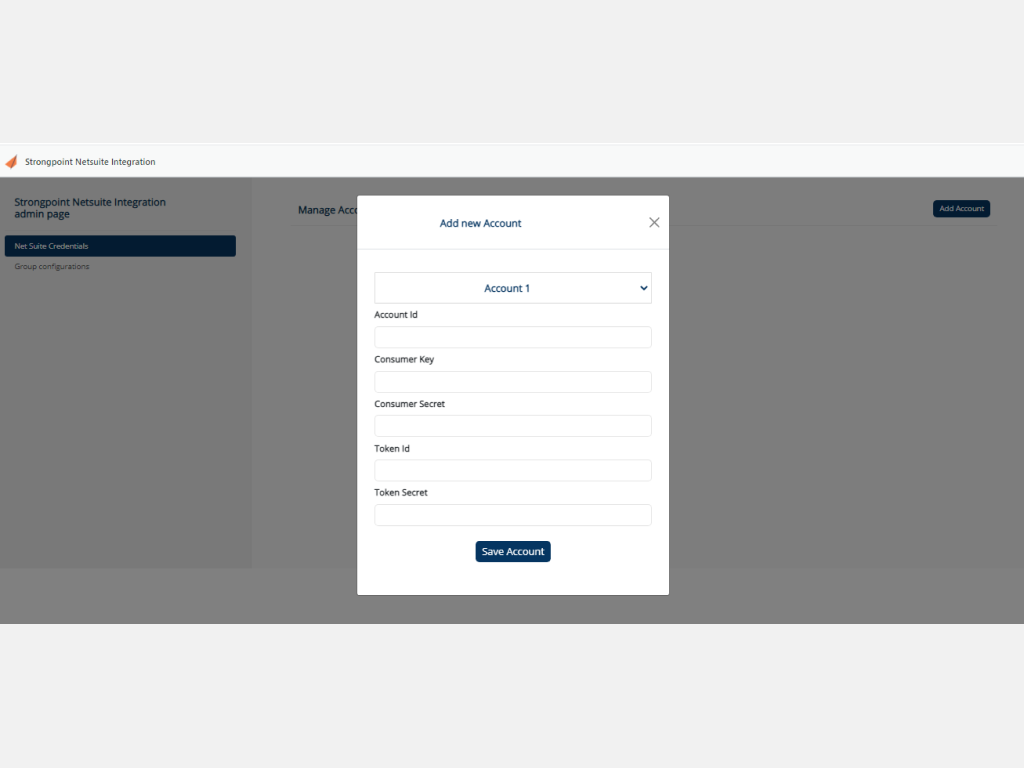 Strongpoint Netsuite Integration
Strongpoint Netsuite Integration
admin page
Net Suite Credentials
Group configurations
Manage Acc
Add Account
Add new Account
Account 1
Account Id
Consumer Key
Consumer Secret
Token Id
Token Secret
Save Account